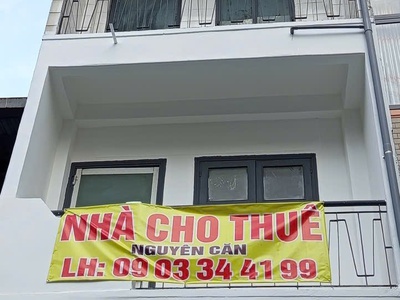 NHÀ CHO THUÊ
NGUYÊN CĂN
LH: 09 03 34 41 99